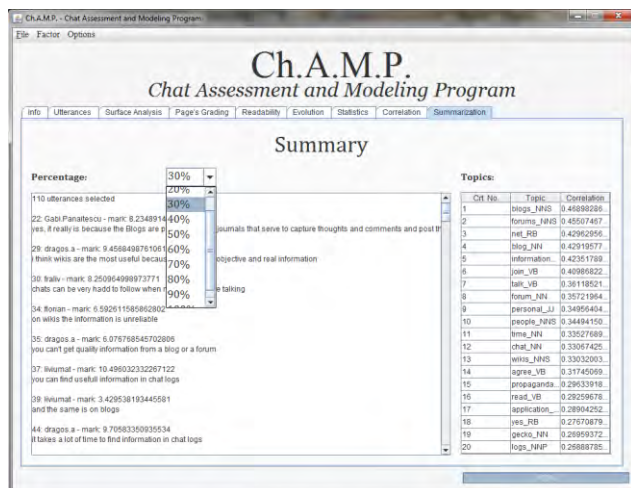 Ch.A.M.P. - Chat Assessment and Modeling Program
File Factor Options
Ch.A.M.P.
Chat Assessment and Modeling Program
Info Utterances Surface Analysis Page's Grading Readability Evolution Statistics Correlation Summarization
Summary
Percentage:
30%
20%
30%
40%
50%
60%
70%
80%
90%
110 utterances selected
22: Gabi.Panaitescu - mark: 8.2348914
yes, it really is because the Blogs are p journals that serve to capture thoughts and comments and post th
29: dragos.a - mark: 9.4568498761061
i think wikis are the most useful becaus objective and real information
30: fraliv - mark: 8.250964998973771
chats can be very hadd to follow when e talking
34: florian - mark: 6.592611585862802
on wikis the information is unreliable
35: dragos.a - mark: 6.076768545702806
you can't get quality information from a blog or a forum
37: liviumat - mark: 10.496032332267122
you can find usefull information in chat logs
39: liviumat - mark: 3.429538193445581
and the same is on blogs
44: dragos.a - mark: 9.70583350935534
it takes a lot of time to find information in chat logs
Topics:
Crt. No. Topic Correlation
1 blogs_NNS 0.46898286...
2 forums_NNS 0.45507467...
3 net_RB 0.42962956...
4 blog_NN 0.42919577...
5 information... 0.42351789...
6 join_VB 0.40986822...
7 talk_VB 0.36118521...
8 forum_NN 0.35721964...
9 personal_JJ 0.34956404...
10 people_NNS 0.34494150...
11 time_NN 0.33527689...
12 chat_NN 0.33067425...
13 wikis_NNS 0.33032003...
14 agree_VB 0.31745069...
15 propaganda... 0.29633918...
16 read_VB 0.29259678...
17 application_... 0.28904252...
18 yes_RB 0.27670879...
19 gecko_NN 0.26959372...
20 logs_NNP 0.26888785...